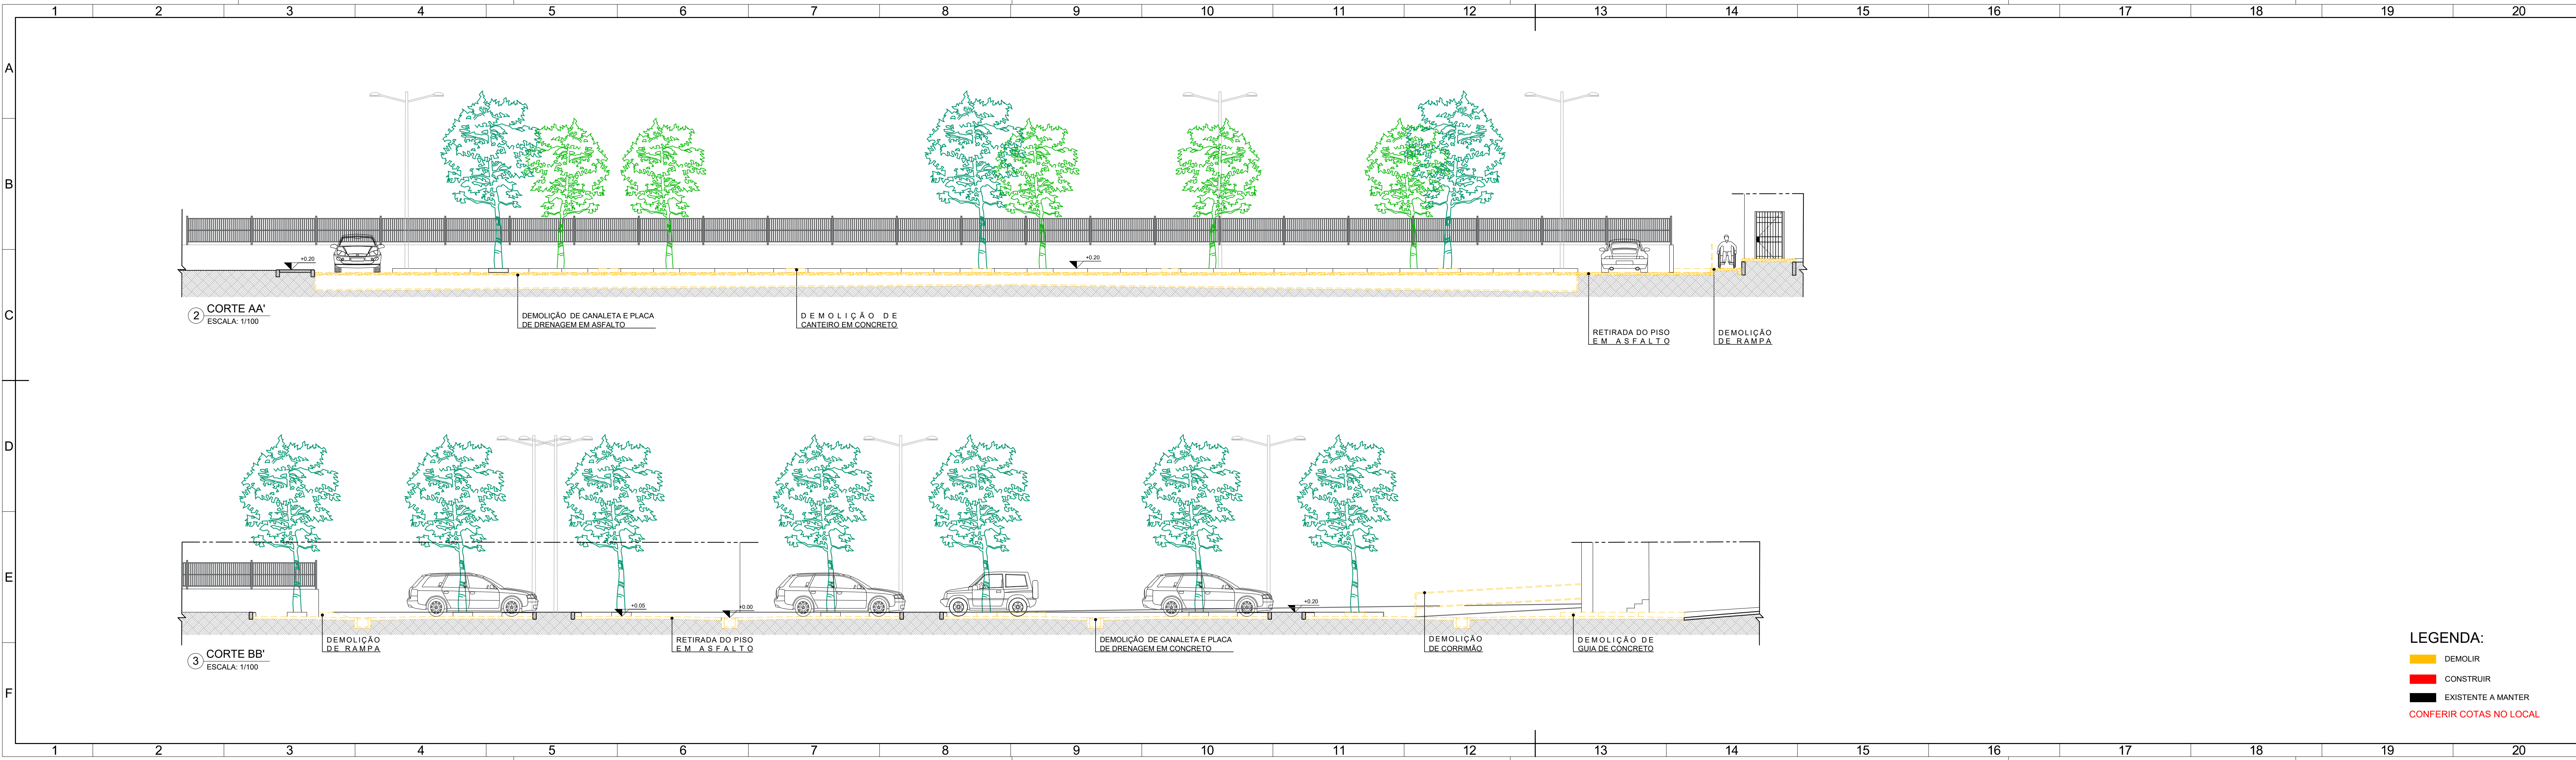 1 2 3 4 5 6 7 8 9 10 11 12 13 14 15 16 17 18 19 20
A
B
C
D
E
F
+0.20
+0.20
2
CORTE AA'
ESCALA: 1/100
DEMOLIÇÃO DE CANALETA E PLACA
DE DRENAGEM EM ASFALTO
DEMOLIÇÃO DE
CANTEIRO EM CONCRETO
RETIRADA DO PISO
EM ASFALTO
DEMOLIÇÃO
DE RAMPA
+0.05
+0.00
+0.20
3
CORTE BB'
ESCALA: 1/100
DEMOLIÇÃO
DE RAMPA
RETIRADA DO PISO
EM ASFALTO
DEMOLIÇÃO DE CANALETA E PLACA
DE DRENAGEM EM CONCRETO
DEMOLIÇÃO
DE CORRIMÃO
DEMOLIÇÃO DE
GUIA DE CONCRETO
LEGENDA:
DEMOLIR
CONSTRUIR
EXISTENTE A MANTER
CONFERIR COTAS NO LOCAL
1 2 3 4 5 6 7 8 9 10 11 12 13 14 15 16 17 18 19 20